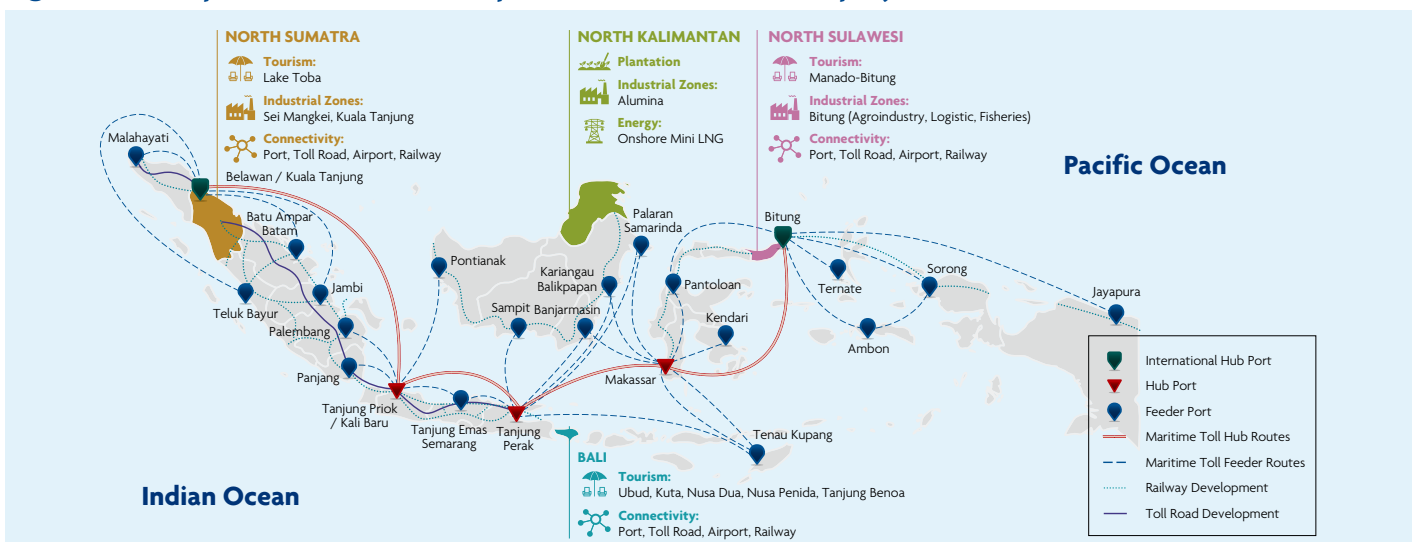 NORTH SUMATRA
Tourism:
Lake Toba
Industrial Zones:
Sei Mangkei, Kuala Tanjung
Connectivity:
Port, Toll Road, Airport, Railway
NORTH KALIMANTAN
Plantation
Industrial Zones:
Alumina
Energy:
Onshore Mini LNG
NORTH SULAWESI
Tourism:
Manado-Bitung
Industrial Zones:
Bitung (Agroindustry, Logistic, Fisheries)
Connectivity:
Port, Toll Road, Airport, Railway
Pacific Ocean
Malahayati
Belawan / Kuala Tanjung
Batu Ampar
Batam
Teluk Bayur
Jambi
Palembang
Panjang
Tanjung Priok
/ Kali Baru
Tanjung Emas
Semarang
Tanjung
Perak
Pontianak
Sampit
Banjarmasin
Kariangau
Balikpapan
Palaran
Samarinda
Pantoloan
Kendari
Makassar
Bitung
Ternate
Ambon
Sorong
Jayapura
Tenau Kupang
BALI
Tourism:
Ubud, Kuta, Nusa Dua, Nusa Penida, Tanjung Benoa
Connectivity:
Port, Toll Road, Airport, Railway
Indian Ocean
International Hub Port
Hub Port
Feeder Port
Maritime Toll Hub Routes
Maritime Toll Feeder Routes
Railway Development
Toll Road Development